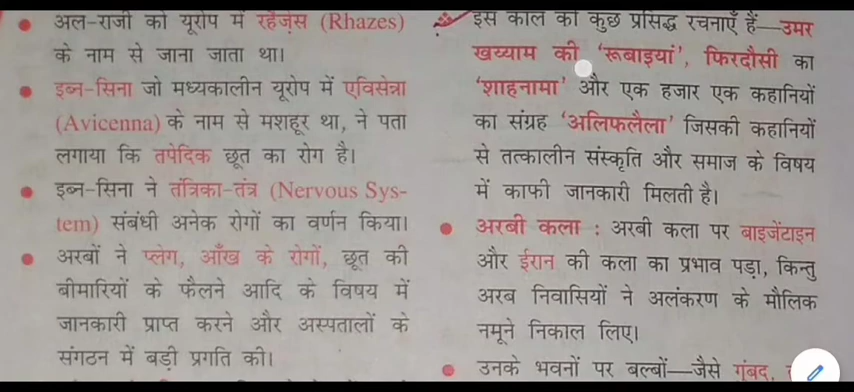 अल-राजी को यूरोप में रहेज़ेस (Rhazes)
के नाम से जाना जाता था।
इब्न-सिना जो मध्यकालीन यूरोप में एविसेन्ना
(Avicenna) के नाम से मशहूर था, ने पता
लगाया कि तपेदिक छूत का रोग है।
इब्न-सिना ने तंत्रिका-तंत्र (Nervous Sys-
tem) संबंधी अनेक रोगों का वर्णन किया।
अरबों ने प्लेग, आँख के रोगों, छूत की
बीमारियों के फैलने आदि के विषय में
जानकारी प्राप्त करने और अस्पतालों के
संगठन में बड़ी प्रगति की।
इस काल की कुछ प्रसिद्ध रचनाएँ हैं—उमर
खय्याम की 'रूबाइयां', फिरदौसी का
'शाहनामा' और एक हजार एक कहानियों
का संग्रह 'अलिफलैला' जिसकी कहानियों
से तत्कालीन संस्कृति और समाज के विषय
में काफी जानकारी मिलती है।
अरबी कला : अरबी कला पर बाइजेंटाइन
और ईरान की कला का प्रभाव पड़ा, किन्तु
अरब निवासियों ने अलंकरण के मौलिक
नमूने निकाल लिए।
उनके भवनों पर बल्बों—जैसे गुंबद,